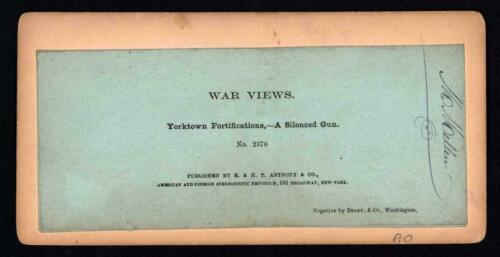 WAR VIEWS.
Yorktown Fortifications,—A Silenced Gun.
No. 2370
PUBLISHED BY E. & H. T. ANTHONY & CO.,
AMERICAN AND FOREIGN STEREOSCOPIC EMPORIUM, 501 BROADWAY, NEW-YORK.
Negative by BRADY, & Co., Washington.